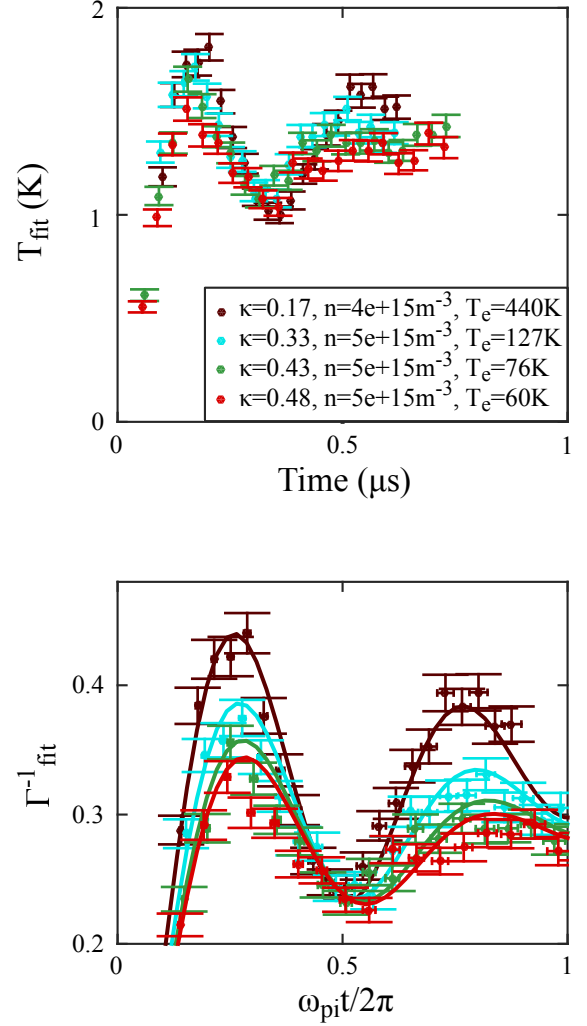 2
1
0
T_fit (K)
κ=0.17, n=4e+15m⁻³, T_e=440K
κ=0.33, n=5e+15m⁻³, T_e=127K
κ=0.43, n=5e+15m⁻³, T_e=76K
κ=0.48, n=5e+15m⁻³, T_e=60K
0 0.5 1
Time (μs)
0.4
0.3
0.2
Γ⁻¹_fit
0 0.5 1
ω_pi t/2π